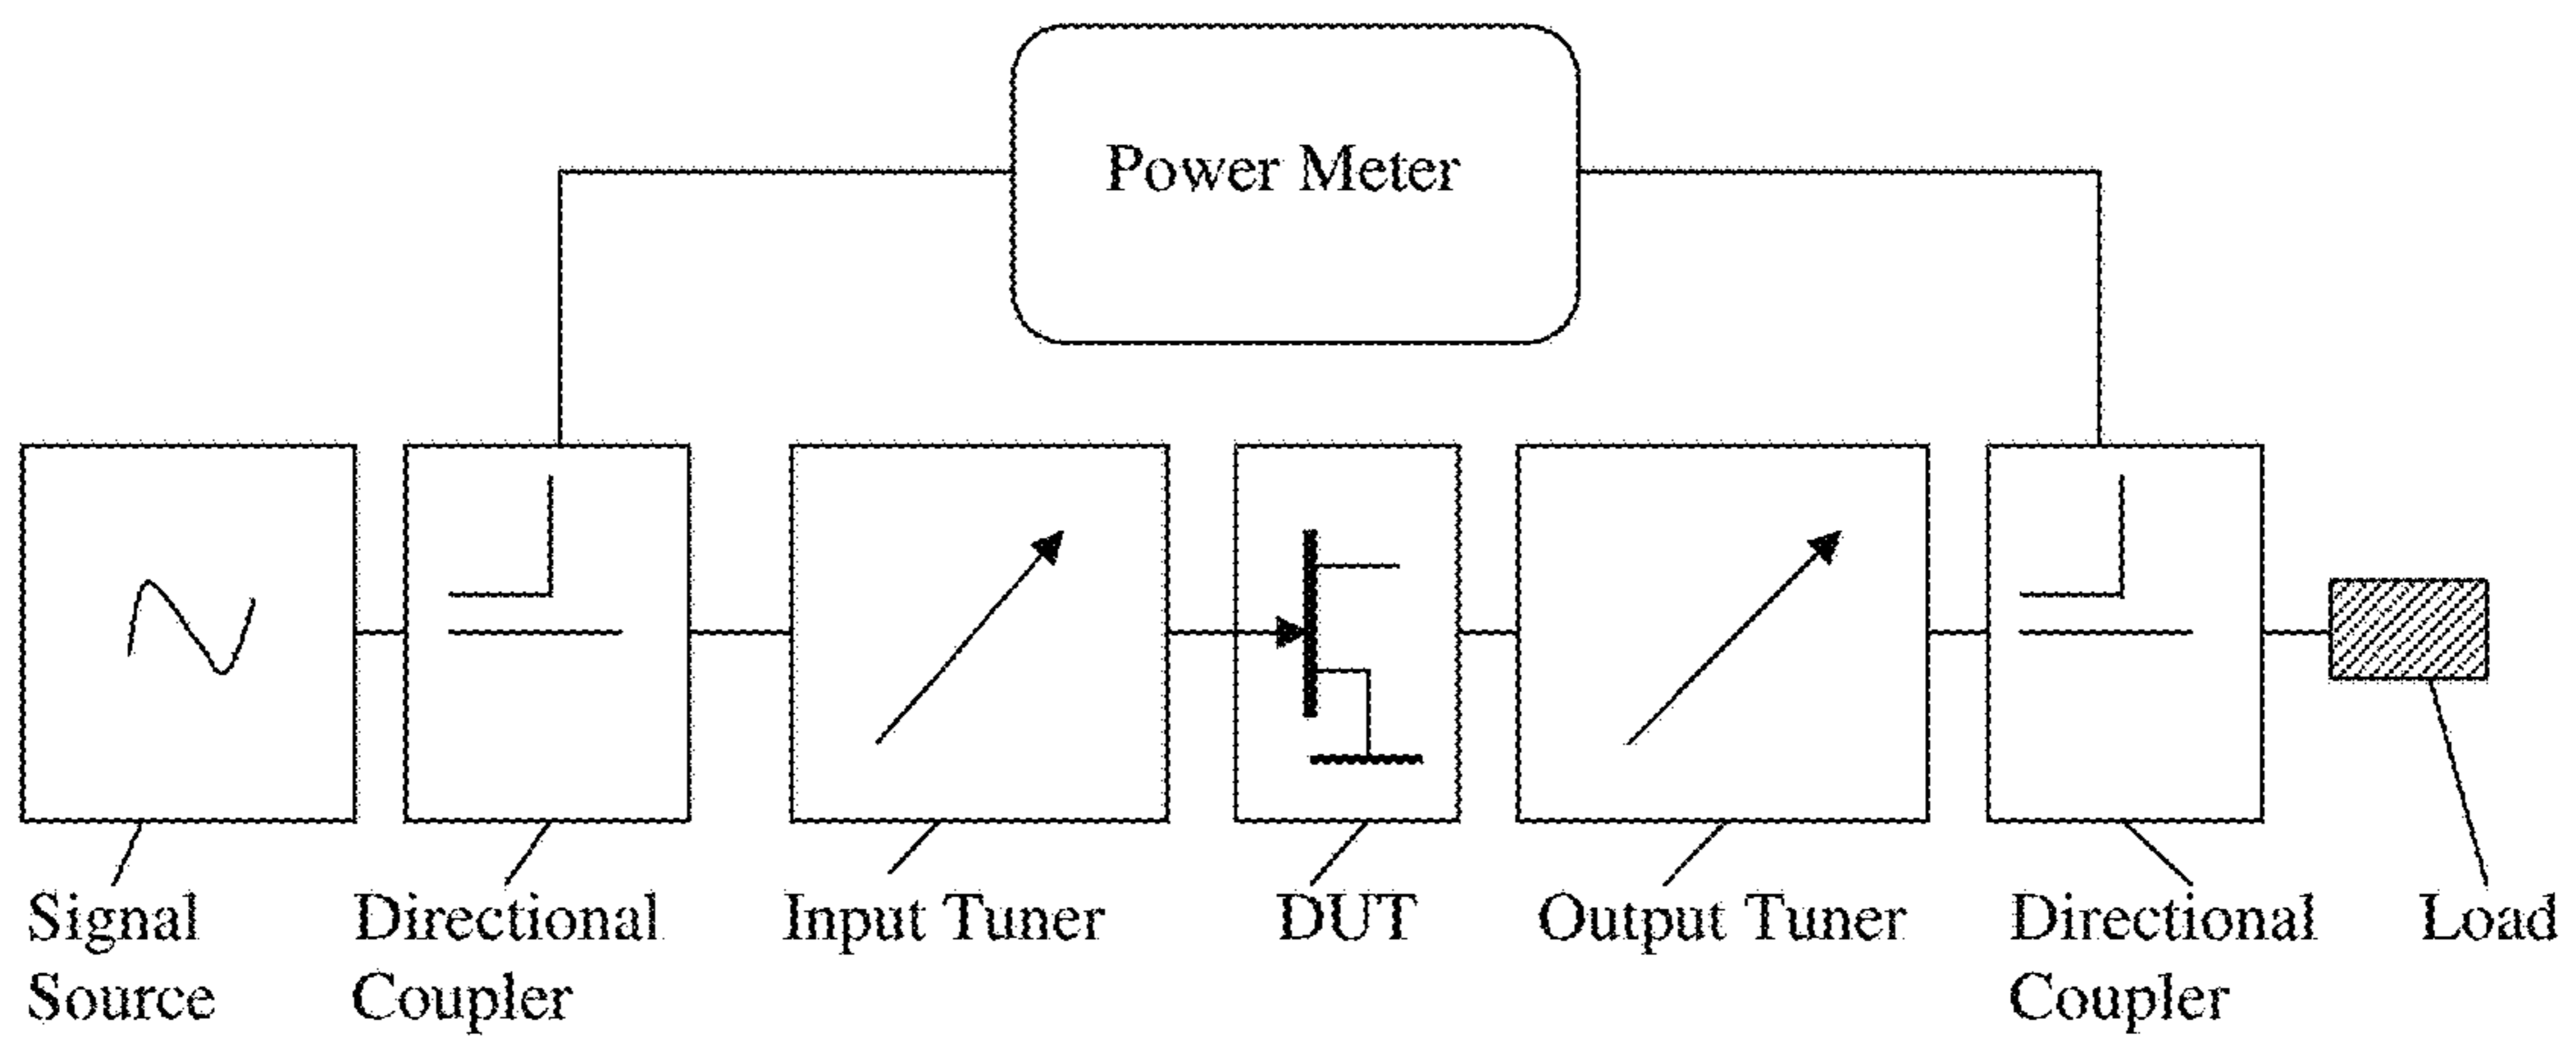 Power Meter
Signal
Source
Directional
Coupler
Input Tuner
DUT
Output Tuner
Directional
Coupler
Load